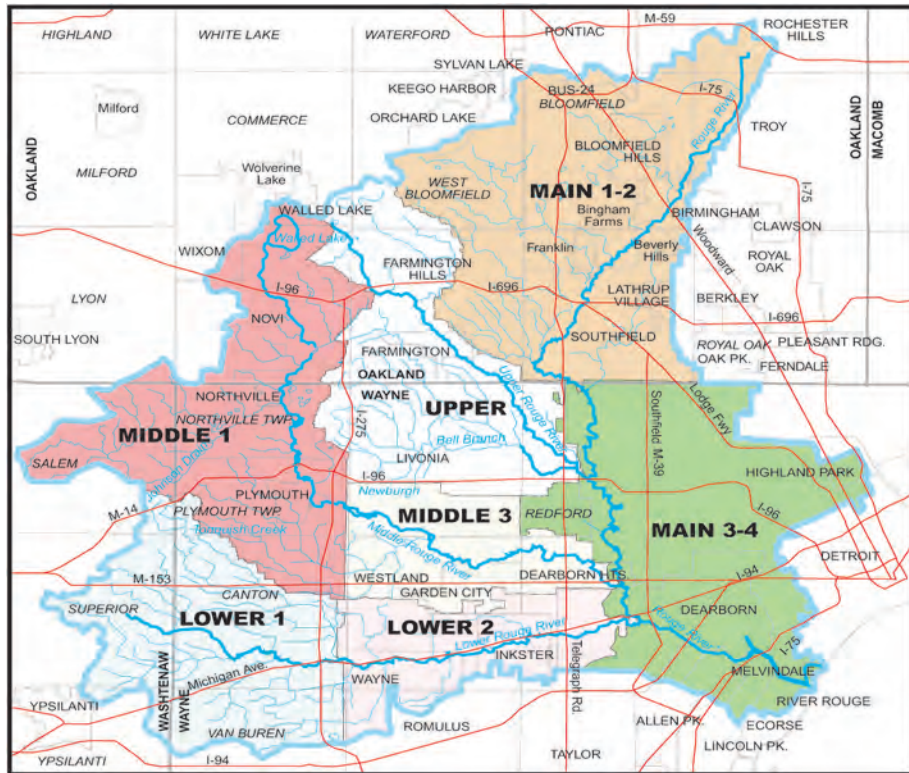 HIGHLAND
WHITE LAKE
WATERFORD
PONTIAC
M-59
ROCHESTER
HILLS
SYLVAN LAKE
KEEGO HARBOR
BUS-24
BLOOMFIELD
I-75
Milford
ORCHARD LAKE
COMMERCE
Rouge River
TROY
OAKLAND
MACOMB
OAKLAND
BLOOMFIELD
HILLS
MILFORD
Wolverine
Lake
WEST
BLOOMFIELD
MAIN 1-2
I-75
WALLED LAKE
Bingham
Farms
BIRMINGHAM
CLAWSON
Walled Lake
WIXOM
Franklin
Beverly
Hills
Woodward
ROYAL
OAK
FARMINGTON
HILLS
I-96
I-696
LATHRUP
VILLAGE
BERKLEY
LYON
NOVI
I-696
SOUTH LYON
SOUTHFIELD
ROYAL OAK
OAK PK.
PLEASANT RDG.
FERNDALE
FARMINGTON
OAKLAND
WAYNE
Upper Rouge River
NORTHVILLE
UPPER
Southfield M-39
Lodge Fwy
NORTHVILLE TWP.
MIDDLE 1
I-275
Bell Branch
SALEM
LIVONIA
Johnson Drain
I-96
HIGHLAND PARK
PLYMOUTH
Newburgh
M-14
PLYMOUTH TWP.
MIDDLE 3
REDFORD
I-96
Tonquish Creek
MAIN 3-4
Middle Rouge River
DETROIT
M-153
WESTLAND
DEARBORN HTS.
I-94
CANTON
GARDEN CITY
SUPERIOR
LOWER 1
LOWER 2
DEARBORN
Lower Rouge River
Rouge River
INKSTER
I-75
Michigan Ave.
WAYNE
Telegraph Rd.
MELVINDALE
WASHTENAW
WAYNE
RIVER ROUGE
YPSILANTI
VAN BUREN
ROMULUS
ALLEN PK.
ECORSE
LINCOLN PK.
YPSILANTI
I-94
TAYLOR